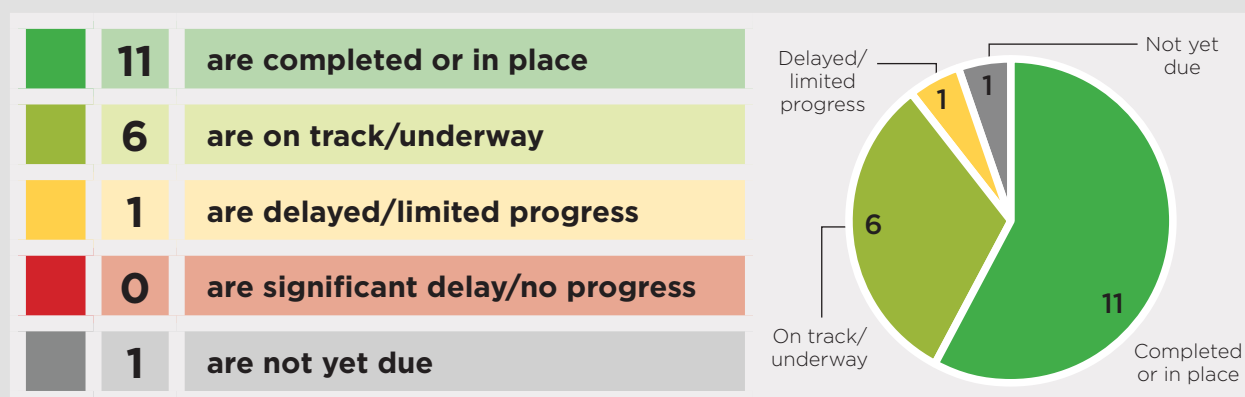 11 are completed or in place
6 are on track/underway
1 are delayed/limited progress
0 are significant delay/no progress
1 are not yet due
Delayed/
limited
progress
Not yet
due
1
1
6
11
On track/
underway
Completed
or in place